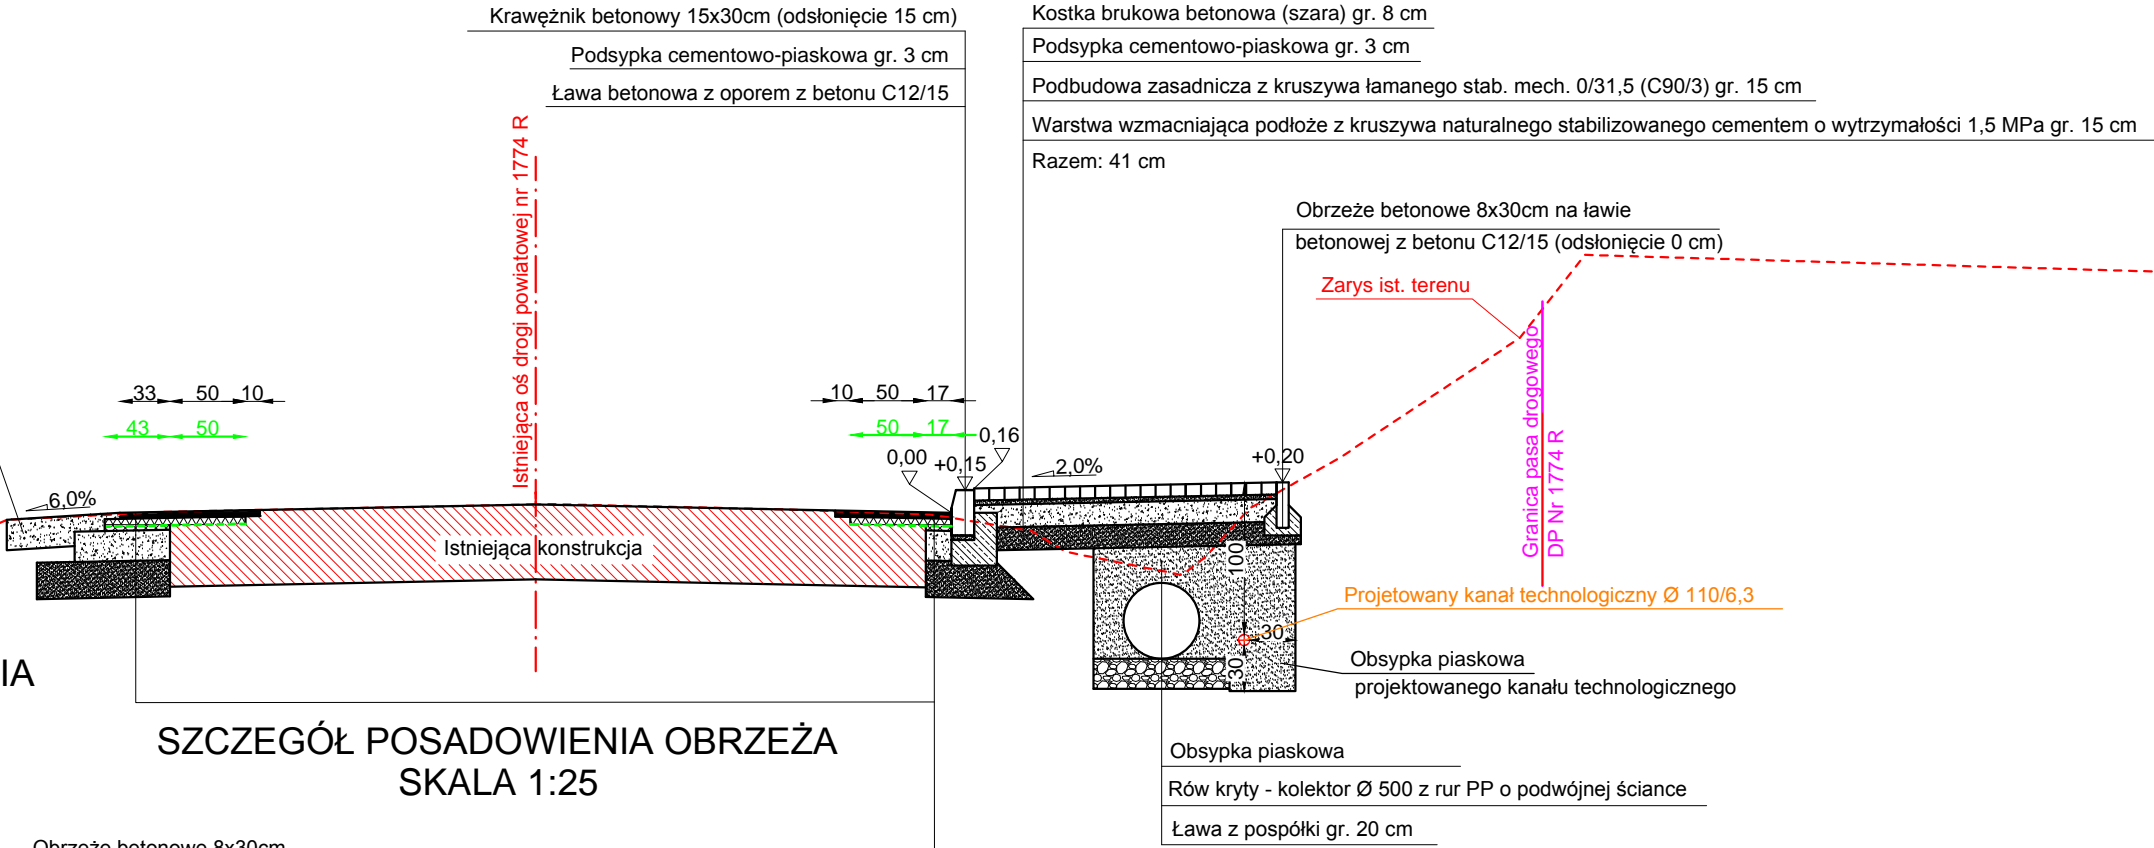 Krawężnik betonowy 15x30cm (odsłonięcie 15 cm)
Podsypka cementowo-piaskowa gr. 3 cm
Ława betonowa z oporem z betonu C12/15
Kostka brukowa betonowa (szara) gr. 8 cm
Podsypka cementowo-piaskowa gr. 3 cm
Podbudowa zasadnicza z kruszywa łamanego stab. mech. 0/31,5 (C90/3) gr. 15 cm
Warstwa wzmacniająca podłoże z kruszywa naturalnego stabilizowanego cementem o wytrzymałości 1,5 MPa gr. 15 cm
Razem: 41 cm
Obrzeże betonowe 8x30cm na ławie
betonowej z betonu C12/15 (odsłonięcie 0 cm)
Zarys ist. terenu
Istniejąca oś drogi powiatowej nr 1774 R
Granica pasa drogowego
DP Nr 1774 R
33 50 10
43 50
10 50 17
50 17
0,16
0,00
+0,15
2,0%
+0,20
6,0%
Istniejąca konstrukcja
100
30
30
Projetowany kanał technologiczny Ø 110/6,3
Obsypka piaskowa
projektowanego kanału technologicznego
IA
SZCZEGÓŁ POSADOWIENIA OBRZEŻA
SKALA 1:25
Obsypka piaskowa
Rów kryty - kolektor Ø 500 z rur PP o podwójnej ściance
Ława z pospółki gr. 20 cm
Obrzeże betonowe 8x30cm